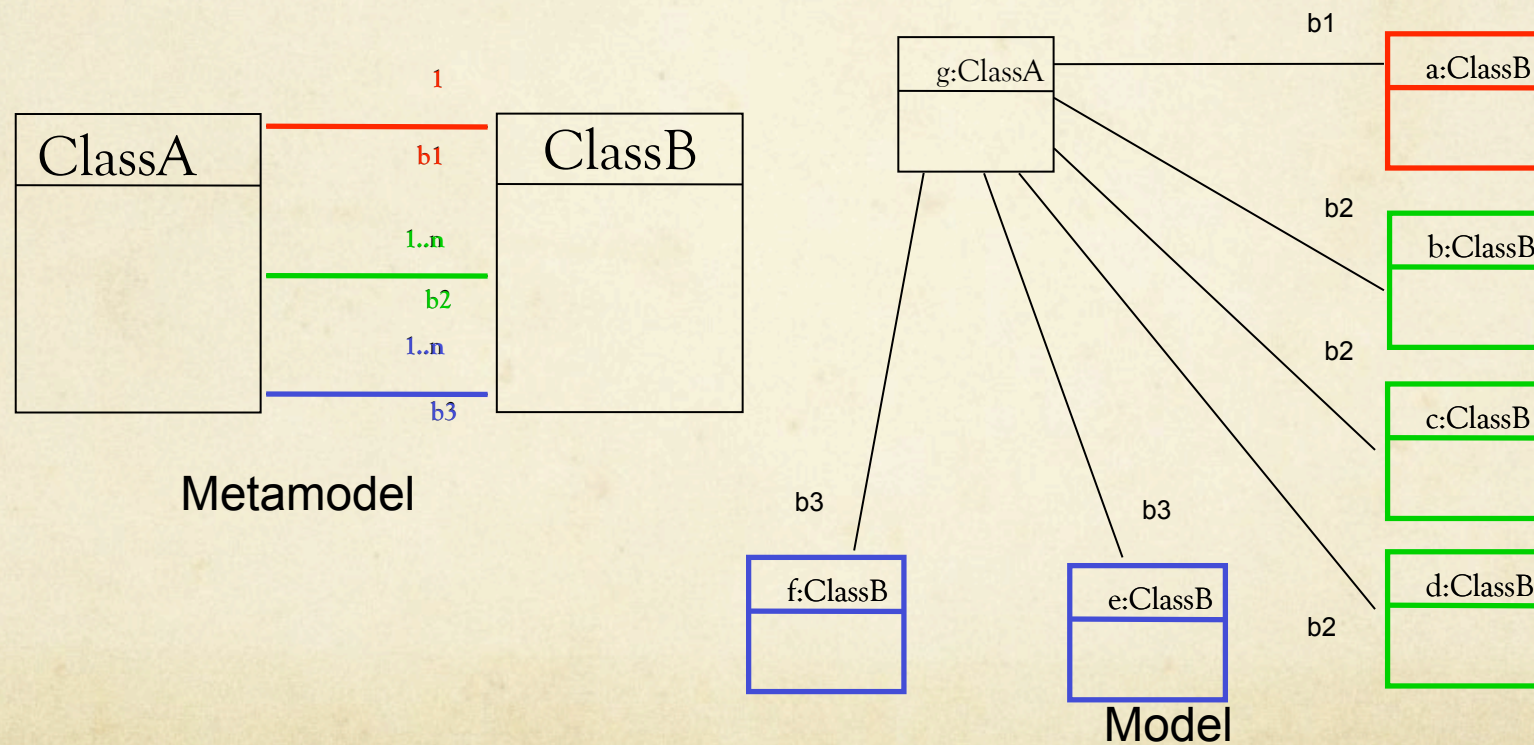 ClassA
1
b1
1..n
b2
1..n
b3
ClassB
Metamodel
g:ClassA
b1
a:ClassB
b2
b:ClassB
b2
c:ClassB
b3
f:ClassB
b3
e:ClassB
b2
d:ClassB
Model